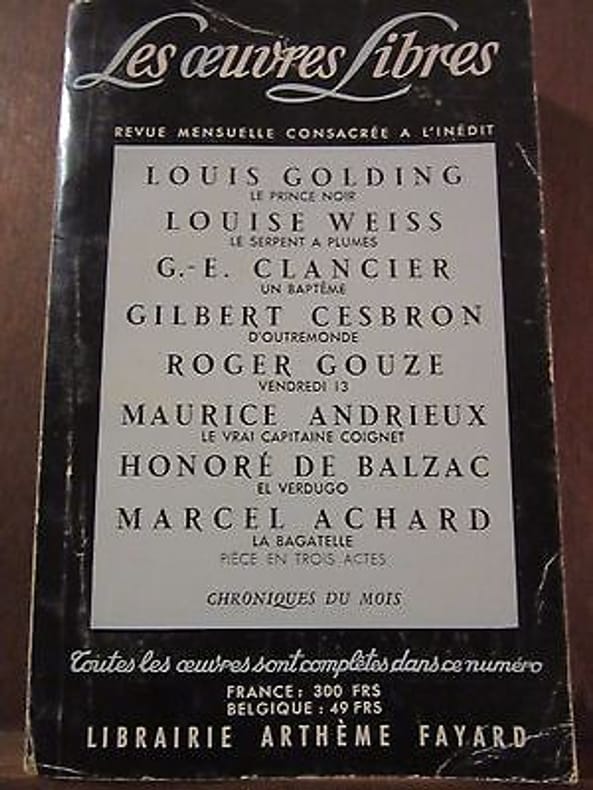 Les œuvres Libres
REVUE MENSUELLE CONSACRÉE A L'INÉDIT
LOUIS GOLDING
LE PRINCE NOIR
LOUISE WEISS
LE SERPENT A PLUMES
G.-E. CLANCIER
UN BAPTÊME
GILBERT CESBRON
D'OUTREMONDE
ROGER GOUZE
VENDREDI 13
MAURICE ANDRIEUX
LE VRAI CAPITAINE COIGNET
HONORÉ DE BALZAC
EL VERDUGO
MARCEL ACHARD
LA BAGATELLE
PIÈCE EN TROIS ACTES
CHRONIQUES DU MOIS
Toutes les œuvres sont complètes dans ce numéro
FRANCE : 300 FRS
BELGIQUE : 49 FRS
LIBRAIRIE ARTHÈME FAYARD